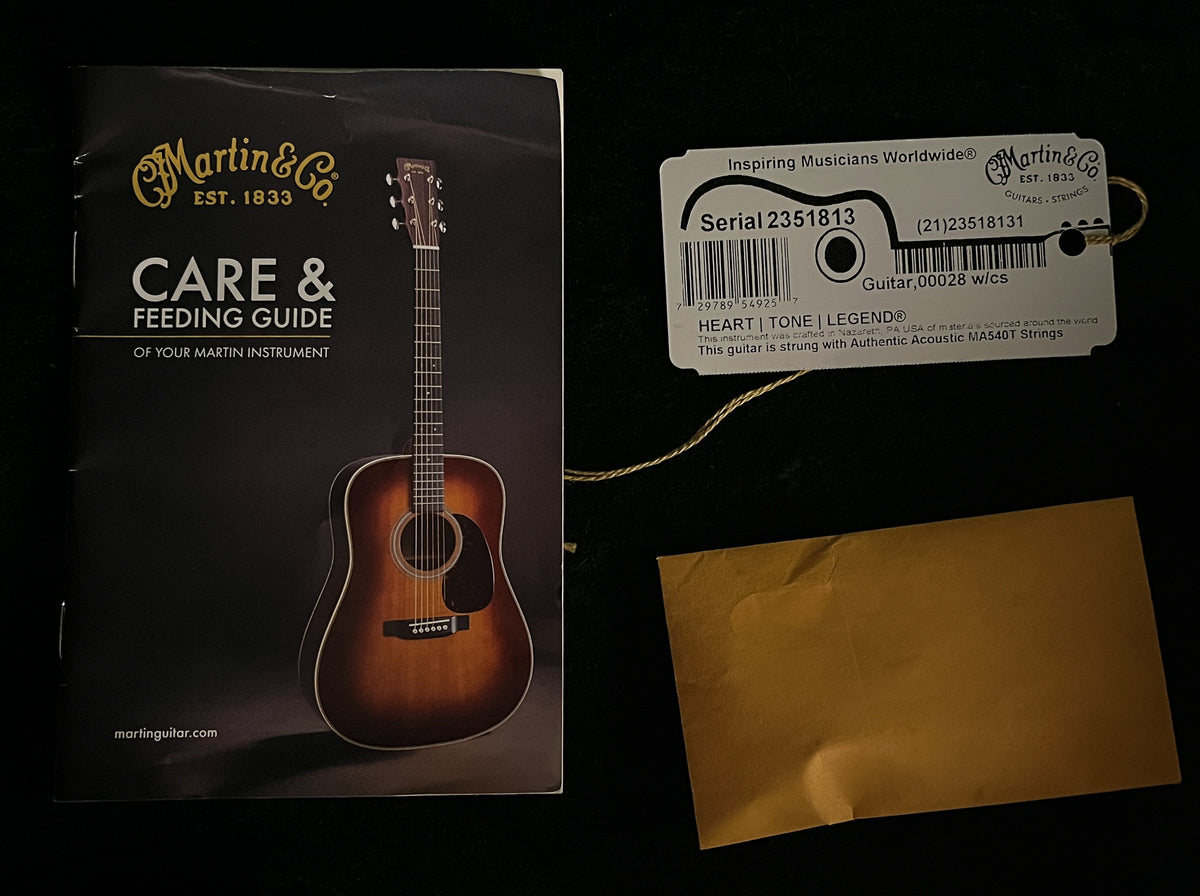 Martin & Co.®
EST. 1833
CARE &
FEEDING GUIDE
OF YOUR MARTIN INSTRUMENT
martinguitar.com
Inspiring Musicians Worldwide®
CF Martin & Co.
EST. 1833
GUITARS • STRINGS
Serial 2351813
(21)23518131
7 29789 54925 7
Guitar,00028 w/cs
HEART | TONE | LEGEND®
This instrument was crafted in Nazareth, PA USA of materials sourced around the world
This guitar is strung with Authentic Acoustic MA540T Strings